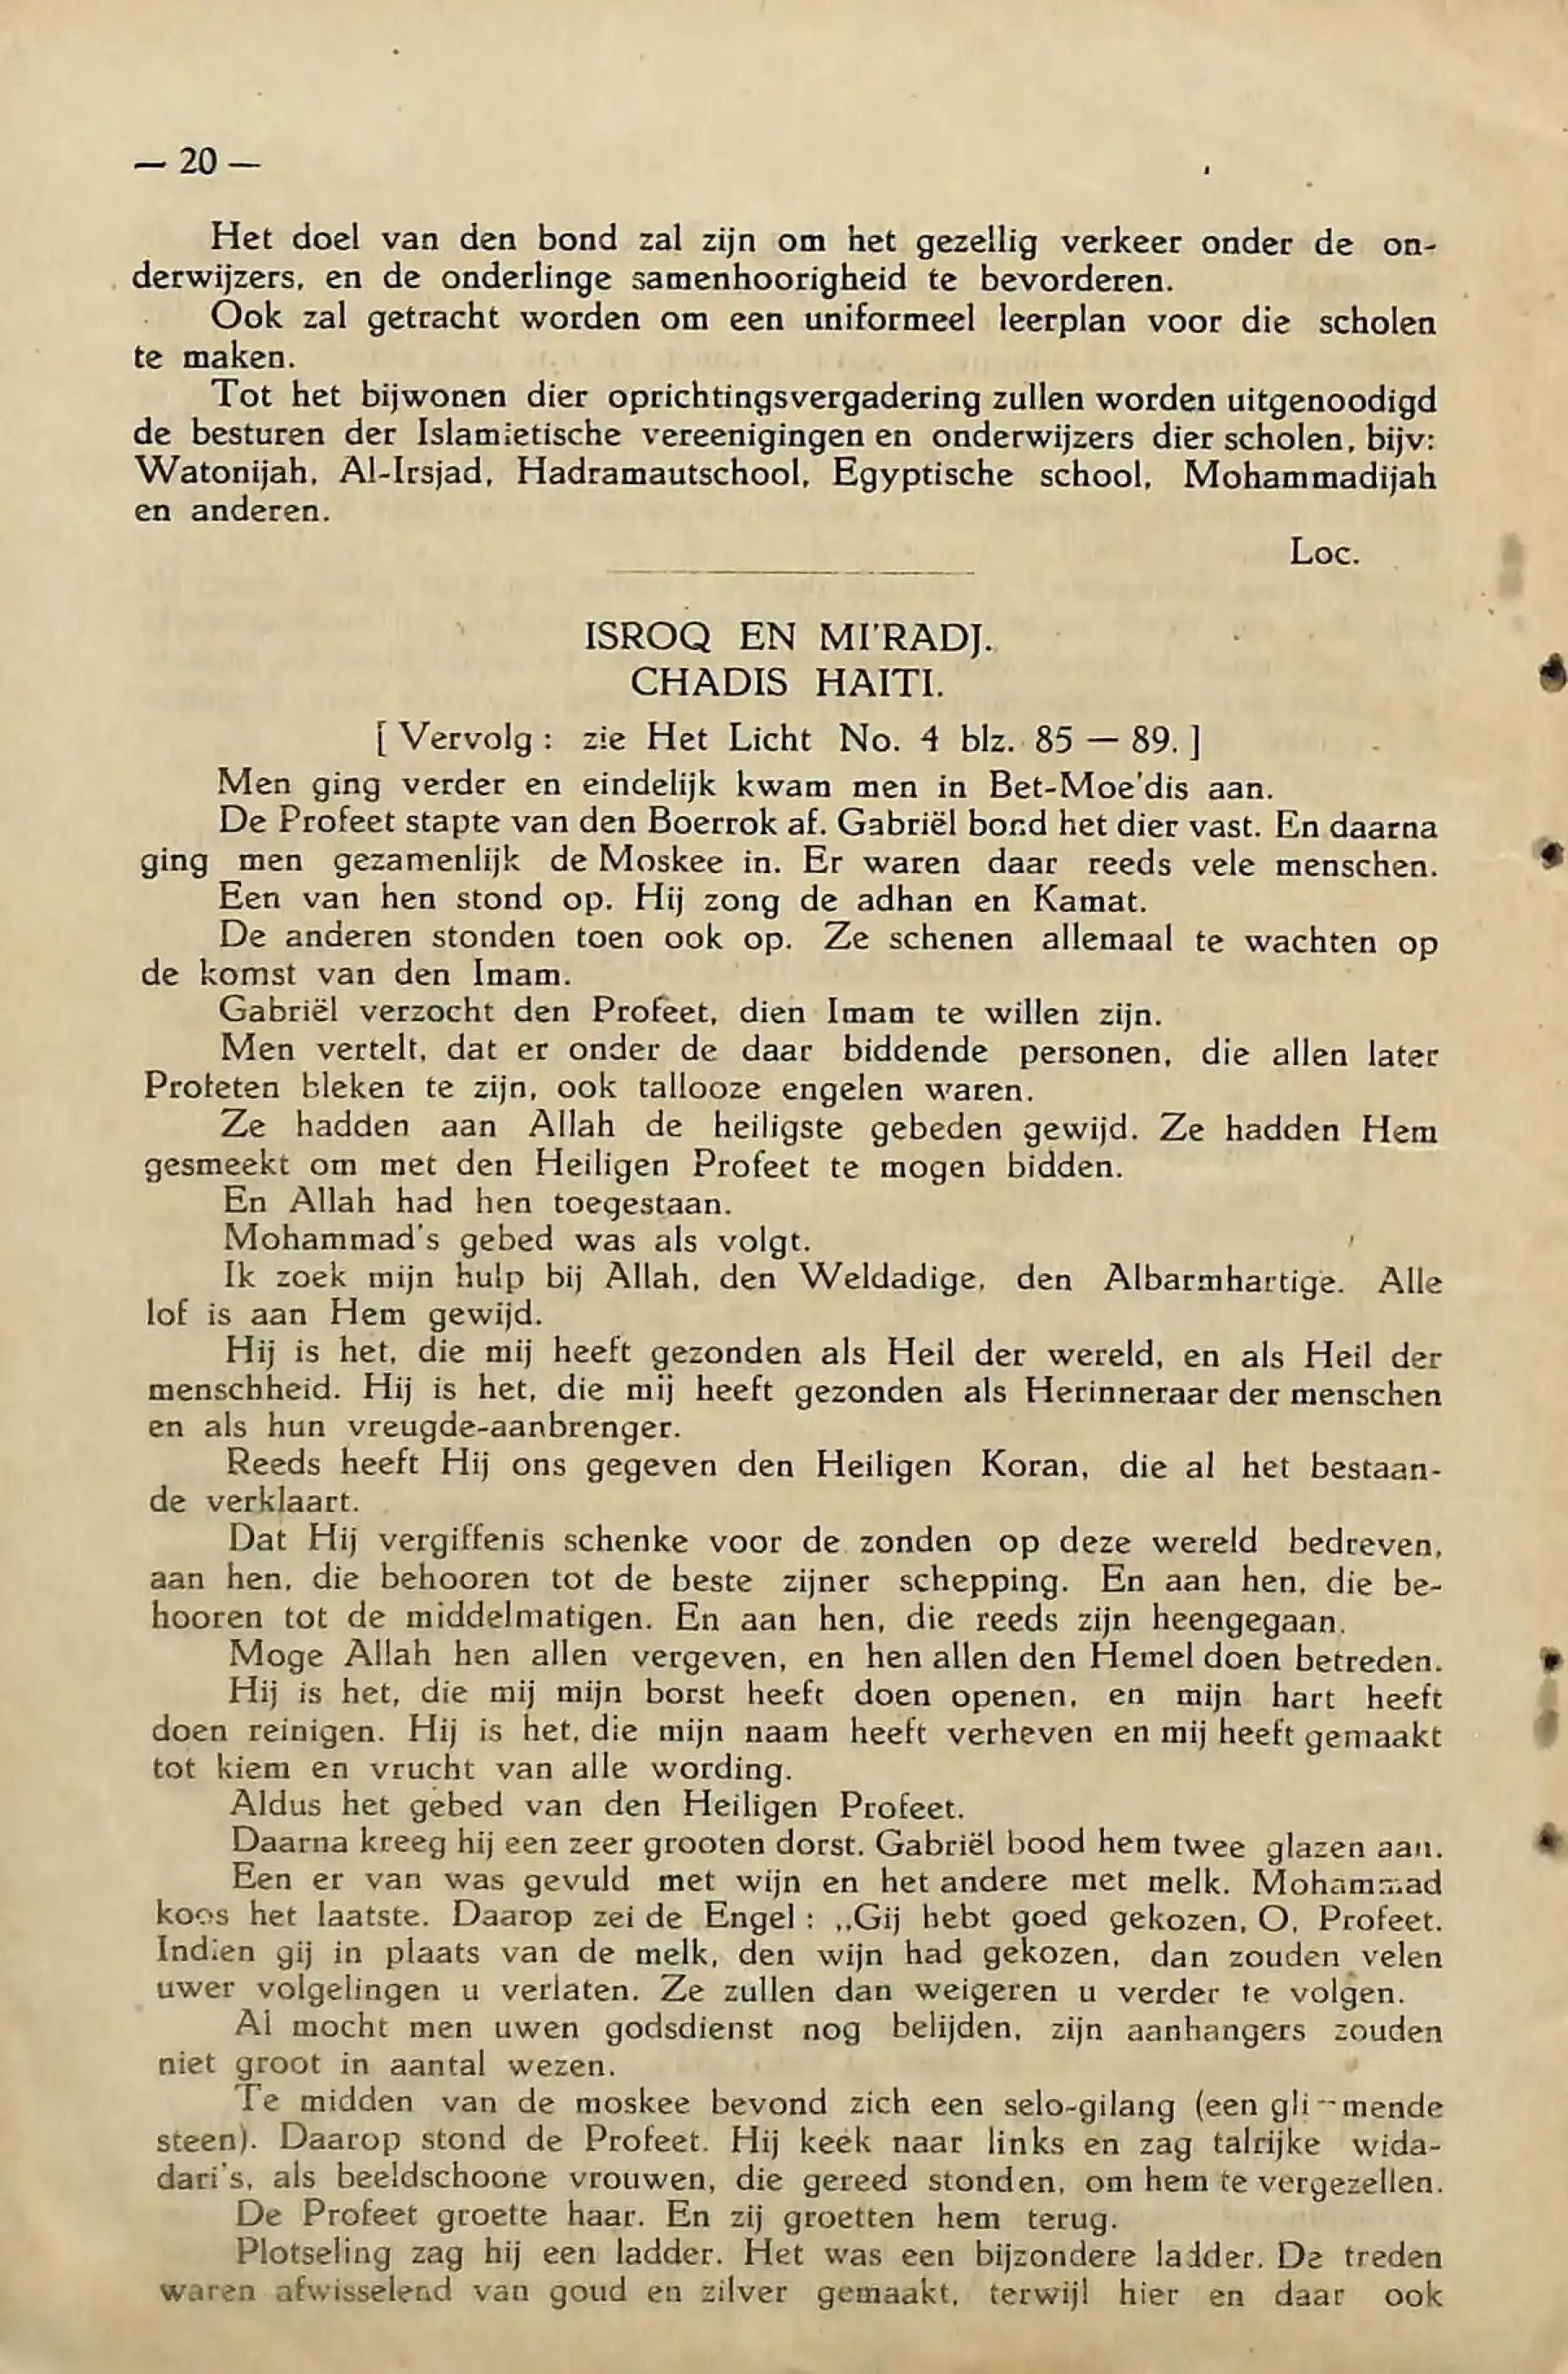 — 20 —
Het doel van den bond zal zijn om het gezellig verkeer onder de on-
derwijzers, en de onderlinge samenhoorigheid te bevorderen.
Ook zal getracht worden om een uniformeel leerplan voor die scholen
te maken.
Tot het bijwonen dier oprichtingsvergadering zullen worden uitgenoodigd
de besturen der Islamietische vereenigingen en onderwijzers dier scholen, bijv:
Watonijah, Al-Irsjad, Hadramautschool, Egyptische school, Mohammadijah
en anderen.
Loc.
ISROQ EN MI'RADJ.
CHADIS HAITI.
[ Vervolg : zie Het Licht No. 4 blz. 85 — 89. ]
Men ging verder en eindelijk kwam men in Bet-Moe'dis aan.
De Profeet stapte van den Boerrok af. Gabriël bond het dier vast. En daarna
ging men gezamenlijk de Moskee in. Er waren daar reeds vele menschen.
Een van hen stond op. Hij zong de adhan en Kamat.
De anderen stonden toen ook op. Ze schenen allemaal te wachten op
de komst van den Imam.
Gabriël verzocht den Profeet, dien Imam te willen zijn.
Men vertelt, dat er onder de daar biddende personen, die allen later
Profeten bleken te zijn, ook tallooze engelen waren.
Ze hadden aan Allah de heiligste gebeden gewijd. Ze hadden Hem
gesmeekt om met den Heiligen Profeet te mogen bidden.
En Allah had hen toegestaan.
Mohammad's gebed was als volgt.
Ik zoek mijn hulp bij Allah, den Weldadige, den Albarmhartige. Alle
lof is aan Hem gewijd.
Hij is het, die mij heeft gezonden als Heil der wereld, en als Heil der
menschheid. Hij is het, die mij heeft gezonden als Herinneraar der menschen
en als hun vreugde-aanbrenger.
Reeds heeft Hij ons gegeven den Heiligen Koran, die al het bestaan-
de verklaart.
Dat Hij vergiffenis schenke voor de zonden op deze wereld bedreven,
aan hen, die behooren tot de beste zijner schepping. En aan hen, die be-
hooren tot de middelmatigen. En aan hen, die reeds zijn heengegaan.
Moge Allah hen allen vergeven, en hen allen den Hemel doen betreden.
Hij is het, die mij mijn borst heeft doen openen, en mijn hart heeft
doen reinigen. Hij is het, die mijn naam heeft verheven en mij heeft gemaakt
tot kiem en vrucht van alle wording.
Aldus het gebed van den Heiligen Profeet.
Daarna kreeg hij een zeer grooten dorst. Gabriël bood hem twee glazen aan.
Een er van was gevuld met wijn en het andere met melk. Mohammad
koos het laatste. Daarop zei de Engel : ,,Gij hebt goed gekozen, O, Profeet.
Indien gij in plaats van de melk, den wijn had gekozen, dan zouden velen
uwer volgelingen u verlaten. Ze zullen dan weigeren u verder te volgen.
Al mocht men uwen godsdienst nog belijden, zijn aanhangers zouden
niet groot in aantal wezen.
Te midden van de moskee bevond zich een selo-gilang (een glimmende
steen). Daarop stond de Profeet. Hij keek naar links en zag talrijke wida-
dari's, als beeldschoone vrouwen, die gereed stonden, om hem te vergezellen.
De Profeet groette haar. En zij groetten hem terug.
Plotseling zag hij een ladder. Het was een bijzondere ladder. De treden
waren afwisselend van goud en zilver gemaakt, terwijl hier en daar ook